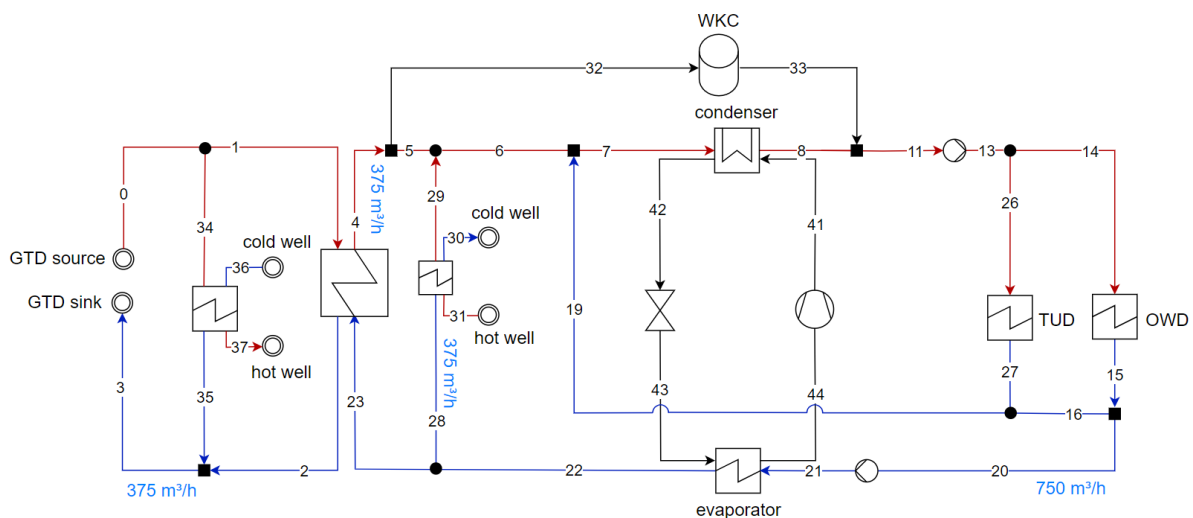 WKC
32
33
condenser
1
5
6
7
8
11
13
14
375 m³/h
0
34
4
29
cold well
30
42
41
26
GTD source
cold well
36
GTD sink
31
hot well
19
TUD
OWD
37
hot well
375 m³/h
3
35
23
28
43
44
27
15
16
2
22
21
20
375 m³/h
750 m³/h
evaporator